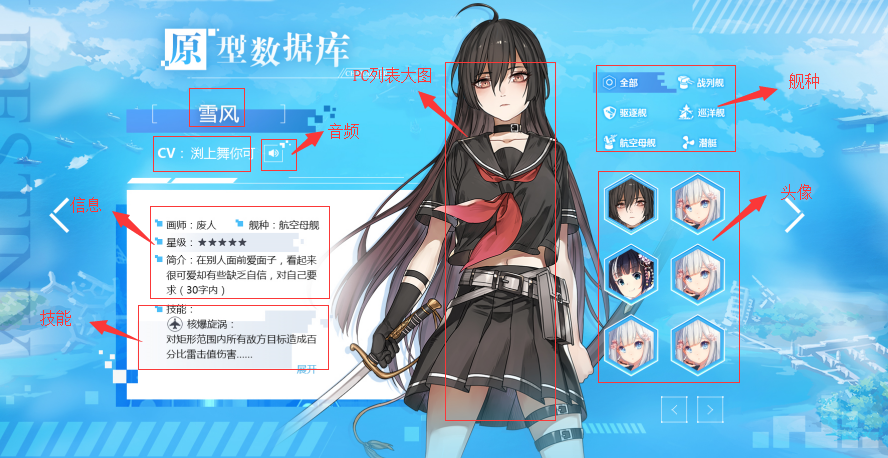 原型数据库
PC列表大图
雪风
音频
CV： 渕上舞你可
全部
战列舰
舰种
驱逐舰
巡洋舰
航空母舰
潜艇
信息
画师：废人
舰种：航空母舰
星级：★★★★★
简介：在别人面前爱面子，看起来
很可爱却有些缺乏自信，对自己要
求（30字内）
头像
技能
技能：
核爆旋涡：
对矩形范围内所有敌方目标造成百
分比雷击值伤害......
展开
DESTINY